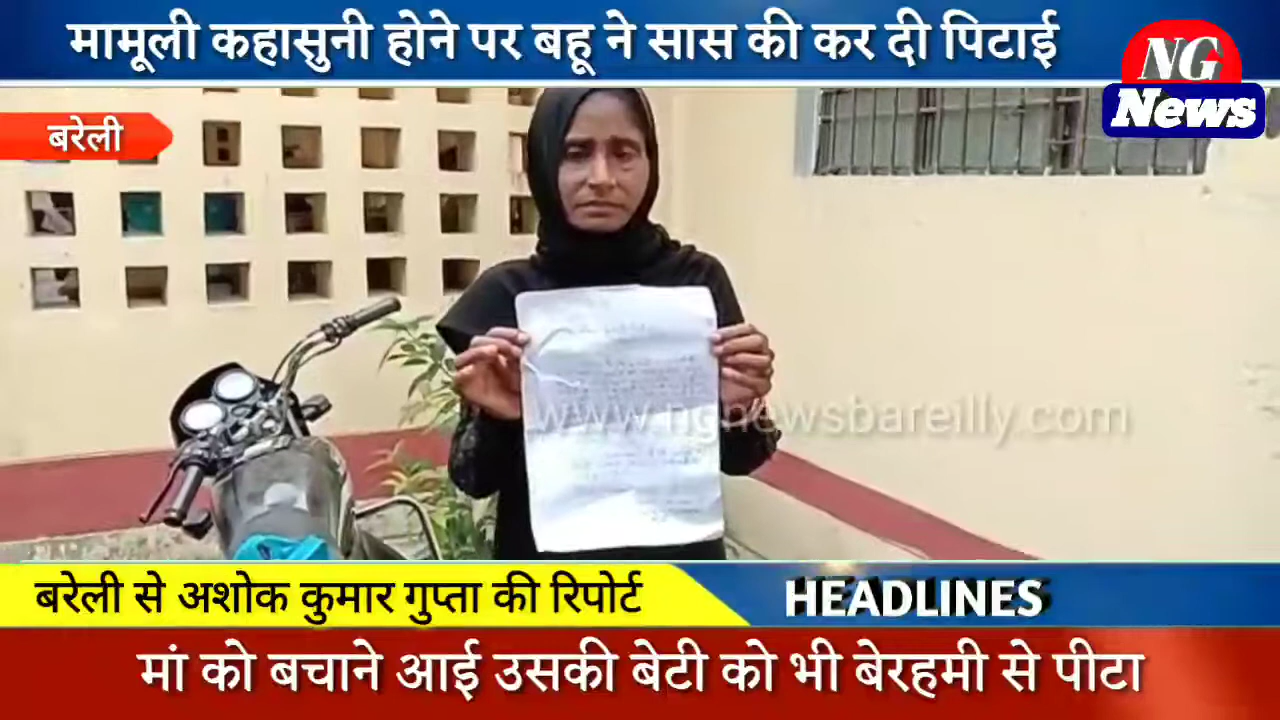 मामूली कहासुनी होने पर बहू ने सास की कर दी पिटाई
NG
News
बरेली
www.ngnewsbareilly.com
बरेली से अशोक कुमार गुप्ता की रिपोर्ट
HEADLINES
मां को बचाने आई उसकी बेटी को भी बेरहमी से पीटा